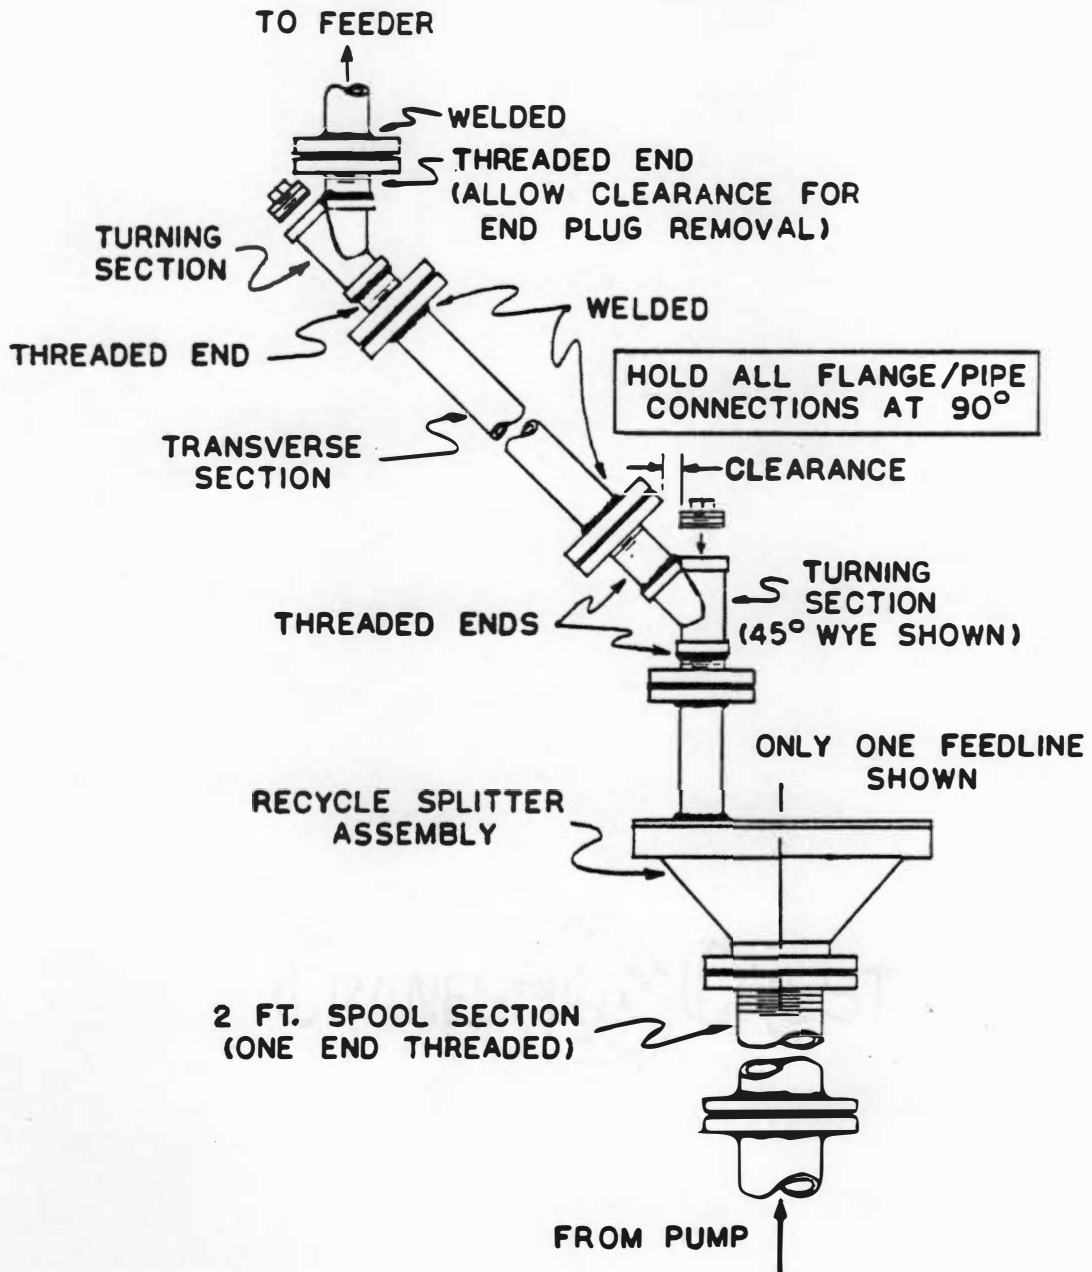 TO FEEDER
WELDED
THREADED END
(ALLOW CLEARANCE FOR
END PLUG REMOVAL)
TURNING
SECTION
THREADED END
WELDED
HOLD ALL FLANGE/PIPE
CONNECTIONS AT 90°
TRANSVERSE
SECTION
CLEARANCE
TURNING
SECTION
(45° WYE SHOWN)
THREADED ENDS
ONLY ONE FEEDLINE
SHOWN
RECYCLE SPLITTER
ASSEMBLY
2 FT. SPOOL SECTION
(ONE END THREADED)
FROM PUMP